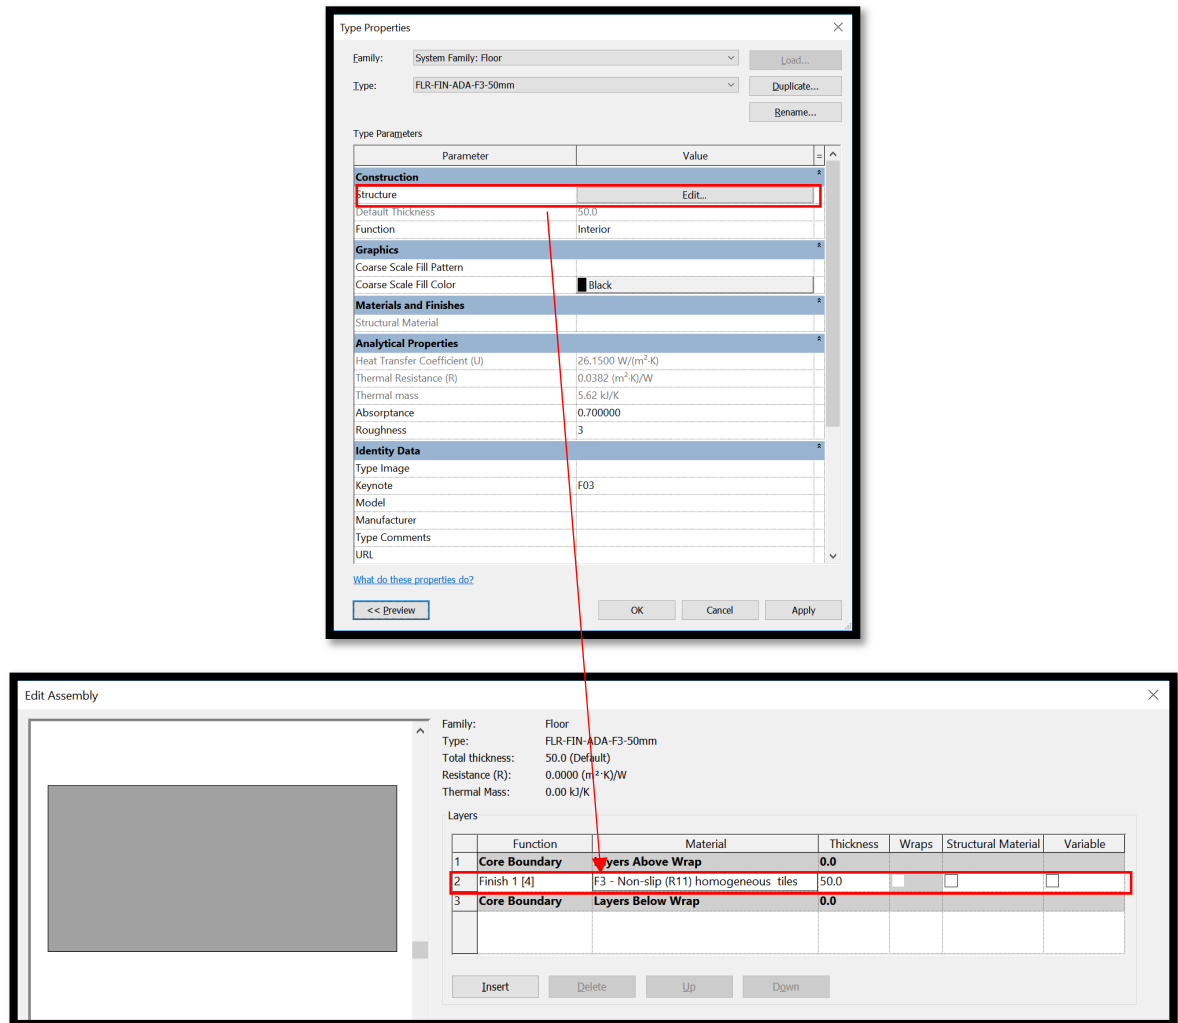 Type Properties
Family: System Family: Floor Load...
Type: FLR-FIN-ADA-F3-50mm Duplicate...
Rename...
Type Parameters
Parameter Value =
Construction
Structure Edit...
Default Thickness 50.0
Function Interior
Graphics
Coarse Scale Fill Pattern
Coarse Scale Fill Color Black
Materials and Finishes
Structural Material
Analytical Properties
Heat Transfer Coefficient (U) 26.1500 W/(m²·K)
Thermal Resistance (R) 0.0382 (m²·K)/W
Thermal mass 5.62 kJ/K
Absorptance 0.700000
Roughness 3
Identity Data
Type Image
Keynote F03
Model
Manufacturer
Type Comments
URL
What do these properties do?
<< Preview OK Cancel Apply
Edit Assembly
Family: Floor
Type: FLR-FIN-ADA-F3-50mm
Total thickness: 50.0 (Default)
Resistance (R): 0.0000 (m²·K)/W
Thermal Mass: 0.00 kJ/K
Layers
Function Material Thickness Wraps Structural Material Variable
1 Core Boundary Layers Above Wrap 0.0
2 Finish 1 [4] F3 - Non-slip (R11) homogeneous tiles 50.0
3 Core Boundary Layers Below Wrap 0.0
Insert Delete Up Down